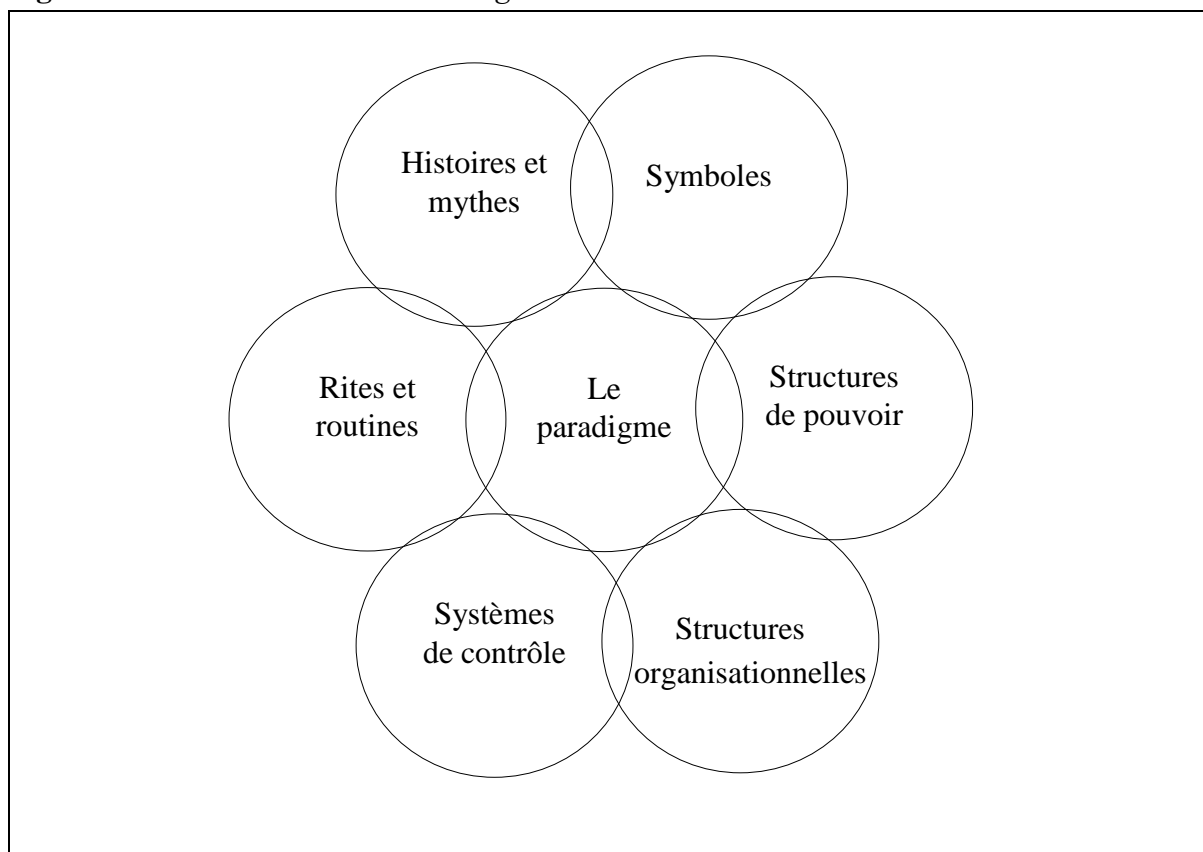 Histoires et
mythes
Symboles
Rites et
routines
Le
paradigme
Structures
de pouvoir
Systèmes
de contrôle
Structures
organisationnelles